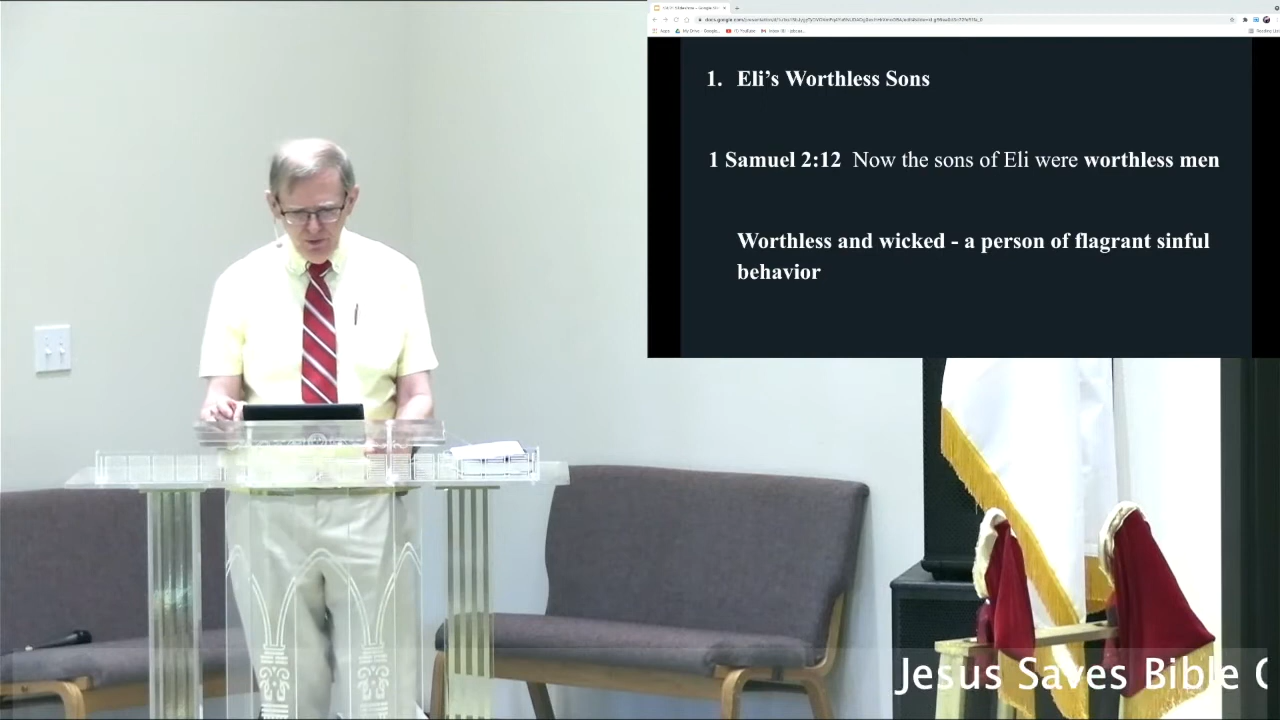 1. Eli’s Worthless Sons
1 Samuel 2:12 Now the sons of Eli were worthless men
Worthless and wicked - a person of flagrant sinful
behavior
Jesus Saves Bible